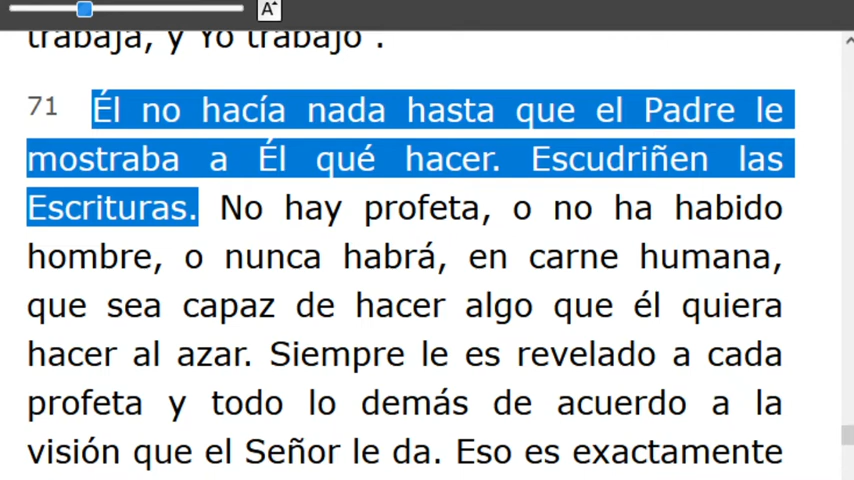 A
trabaja, y Yo trabajo".
71 Él no hacía nada hasta que el Padre le
mostraba a Él qué hacer. Escudriñen las
Escrituras. No hay profeta, o no ha habido
hombre, o nunca habrá, en carne humana,
que sea capaz de hacer algo que él quiera
hacer al azar. Siempre le es revelado a cada
profeta y todo lo demás de acuerdo a la
visión que el Señor le da. Eso es exactamente